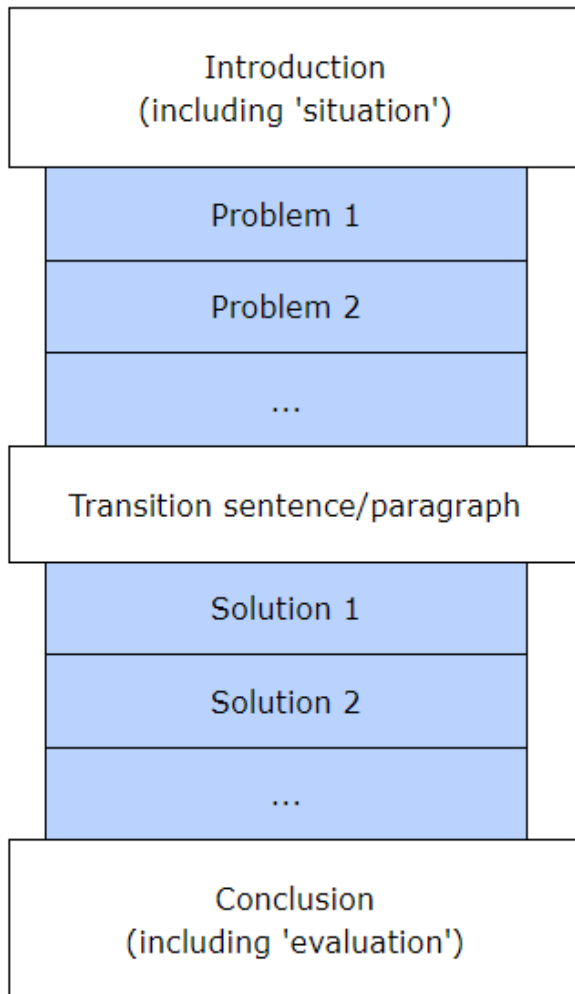 Introduction
(including 'situation')
Problem 1
Problem 2
...
Transition sentence/paragraph
Solution 1
Solution 2
...
Conclusion
(including 'evaluation')